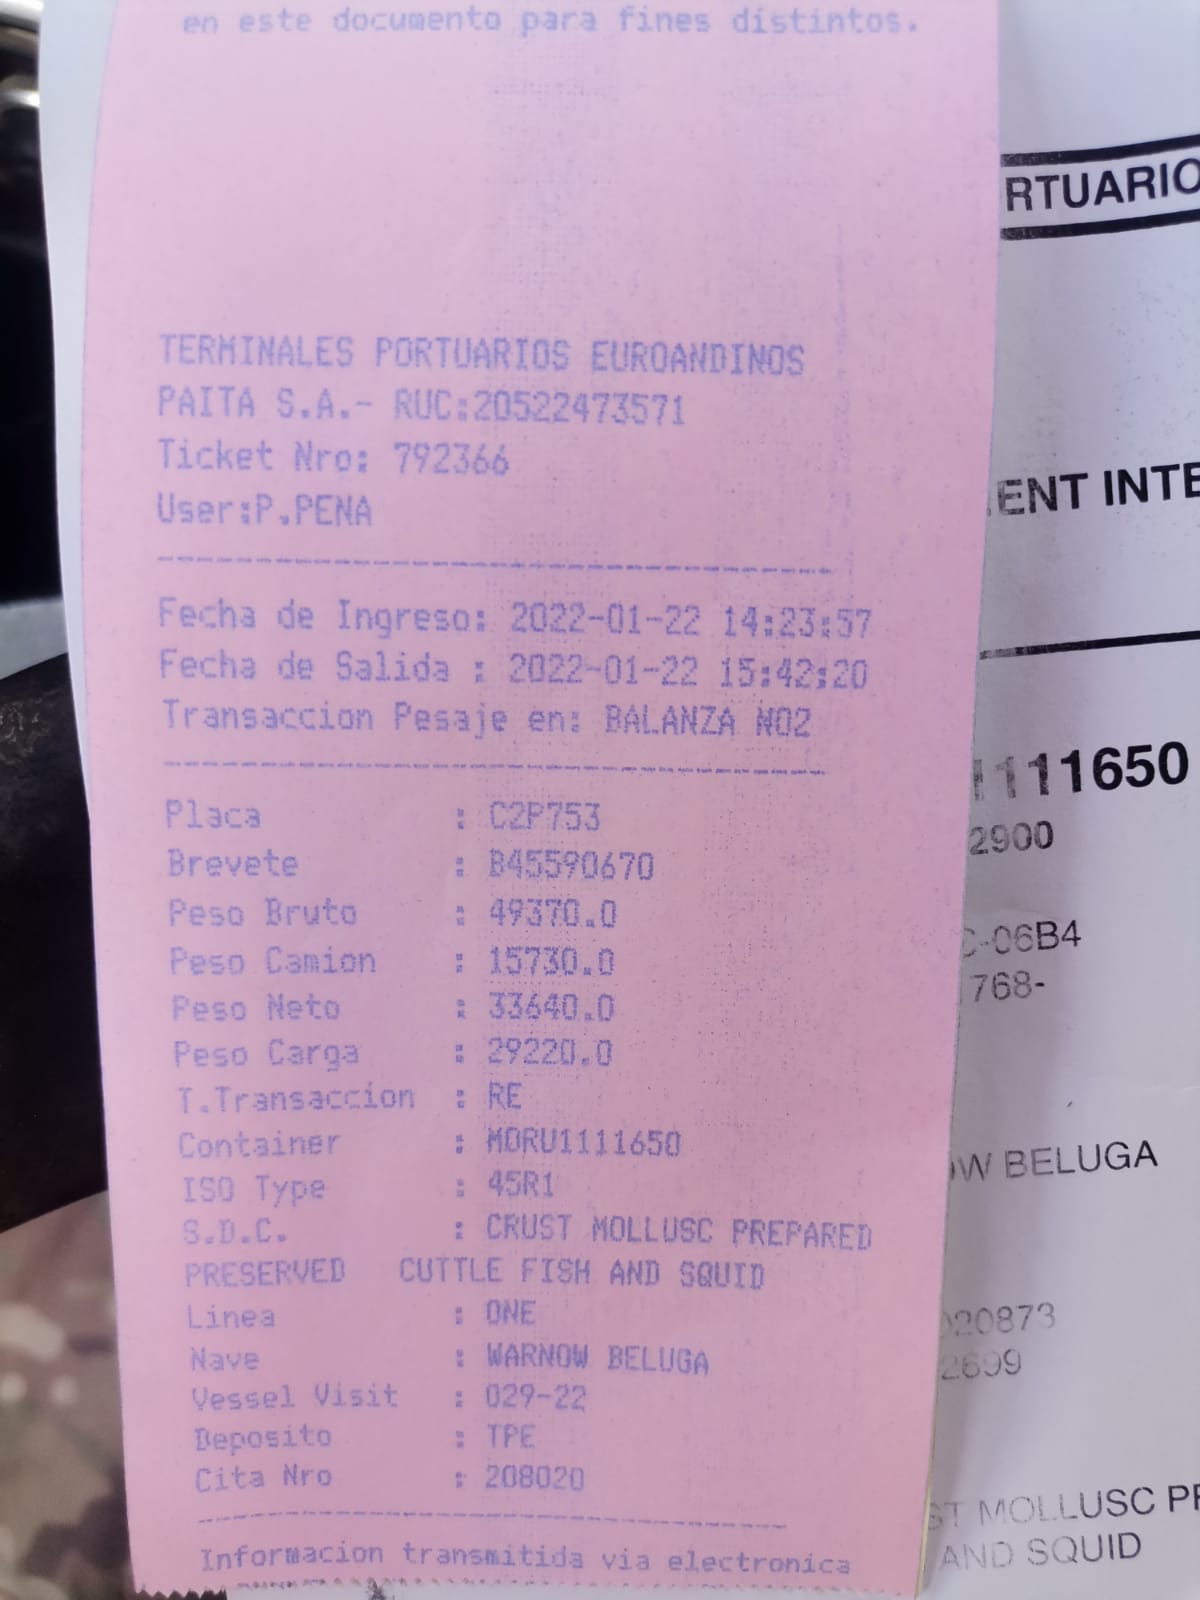 en este documento para fines distintos.
TERMINALES PORTUARIOS EUROANDINOS
PAITA S.A.- RUC:20522473571
Ticket Nro: 792366
User:P.PENA
Fecha de Ingreso: 2022-01-22 14:23:57
Fecha de Salida : 2022-01-22 15:42:20
Transaccion Pesaje en: BALANZA NO2
Placa : C2P753
Brevete : B45590670
Peso Bruto : 49370.0
Peso Camion : 15730.0
Peso Neto : 33640.0
Peso Carga : 29220.0
T.Transaccion : RE
Container : MORU1111650
ISO Type : 45R1
S.D.C. : CRUST MOLLUSC PREPARED
PRESERVED CUTTLE FISH AND SQUID
Linea : ONE
Nave : WARNOW BELUGA
Vessel Visit : 029-22
Deposito : TPE
Cita Nro : 208020
Informacion transmitida via electronica
RTUARIO
ENT INTE
1111650
2900
C-06B4
768-
OW BELUGA
020873
2699
ST MOLLUSC PR
AND SQUID